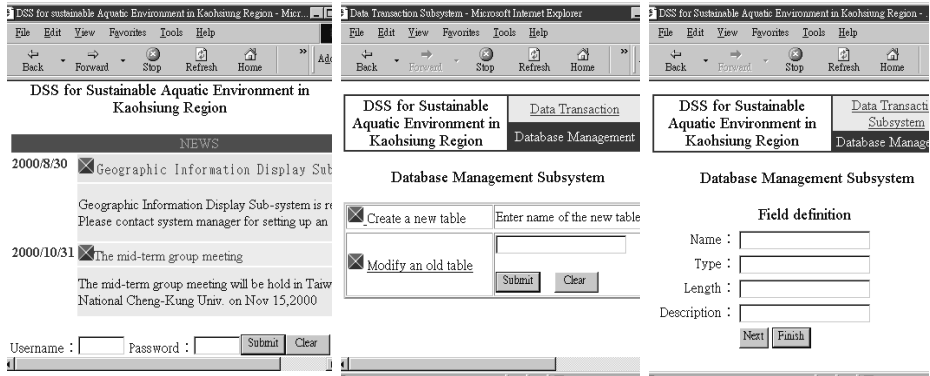 DSS for sustainable Aquatic Environment in Kaohsiung Region - Micr...
File Edit View Favorites Tools Help
Back Forward Stop Refresh Home »
DSS for Sustainable Aquatic Environment in
Kaohsiung Region
NEWS
2000/8/30 Geographic Information Display Sub
Geographic Information Display Sub-system is re
Please contact system manager for setting up an
2000/10/31 The mid-term group meeting
The mid-term group meeting will be hold in Taiw
National Cheng-Kung Univ. on Nov 15,2000
Username : Password : Submit Clear
Data Transaction Subsystem - Microsoft Internet Explorer
File Edit View Favorites Tools Help
Back Forward Stop Refresh Home »
DSS for Sustainable
Aquatic Environment in
Kaohsiung Region
Data Transaction
Database Management
Database Management Subsystem
Create a new table Enter name of the new table
Modify an old table
Submit Clear
DSS for Sustainable Aquatic Environment in Kaohsiung Region - ...
File Edit View Favorites Tools Help
Back Forward Stop Refresh Home
DSS for Sustainable
Aquatic Environment in
Kaohsiung Region
Data Transacti
Subsystem
Database Manage
Database Management Subsystem
Field definition
Name :
Type :
Length :
Description :
Next Finish